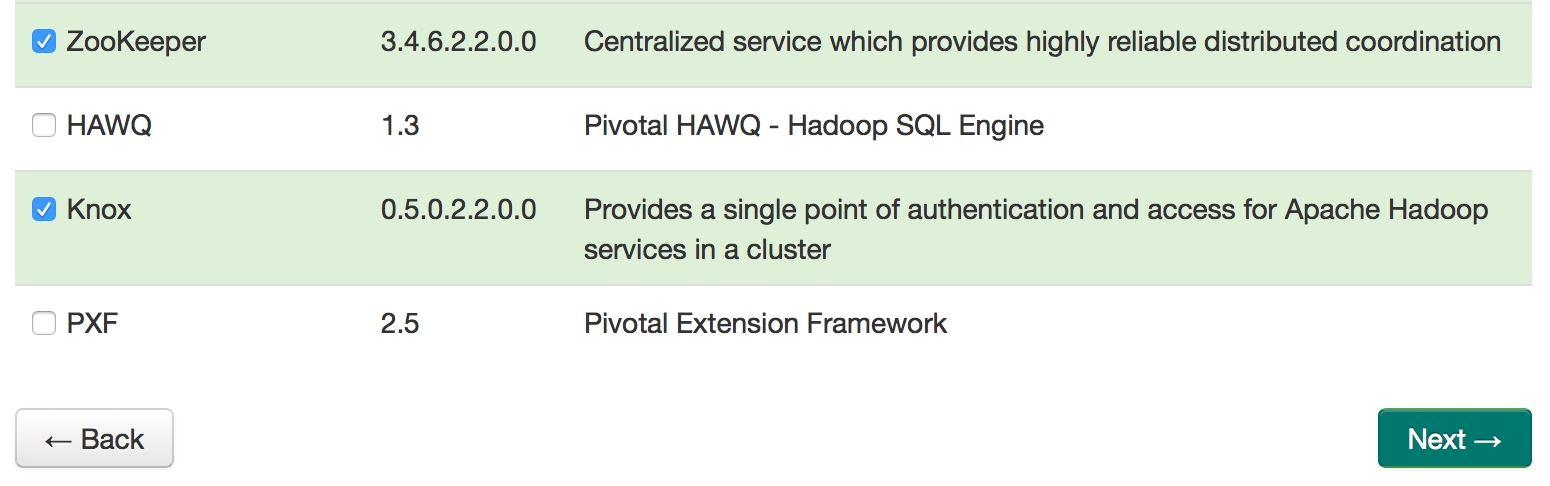 ZooKeeper 3.4.6.2.2.0.0 Centralized service which provides highly reliable distributed coordination
HAWQ 1.3 Pivotal HAWQ - Hadoop SQL Engine
Knox 0.5.0.2.2.0.0 Provides a single point of authentication and access for Apache Hadoop
services in a cluster
PXF 2.5 Pivotal Extension Framework
← Back Next →